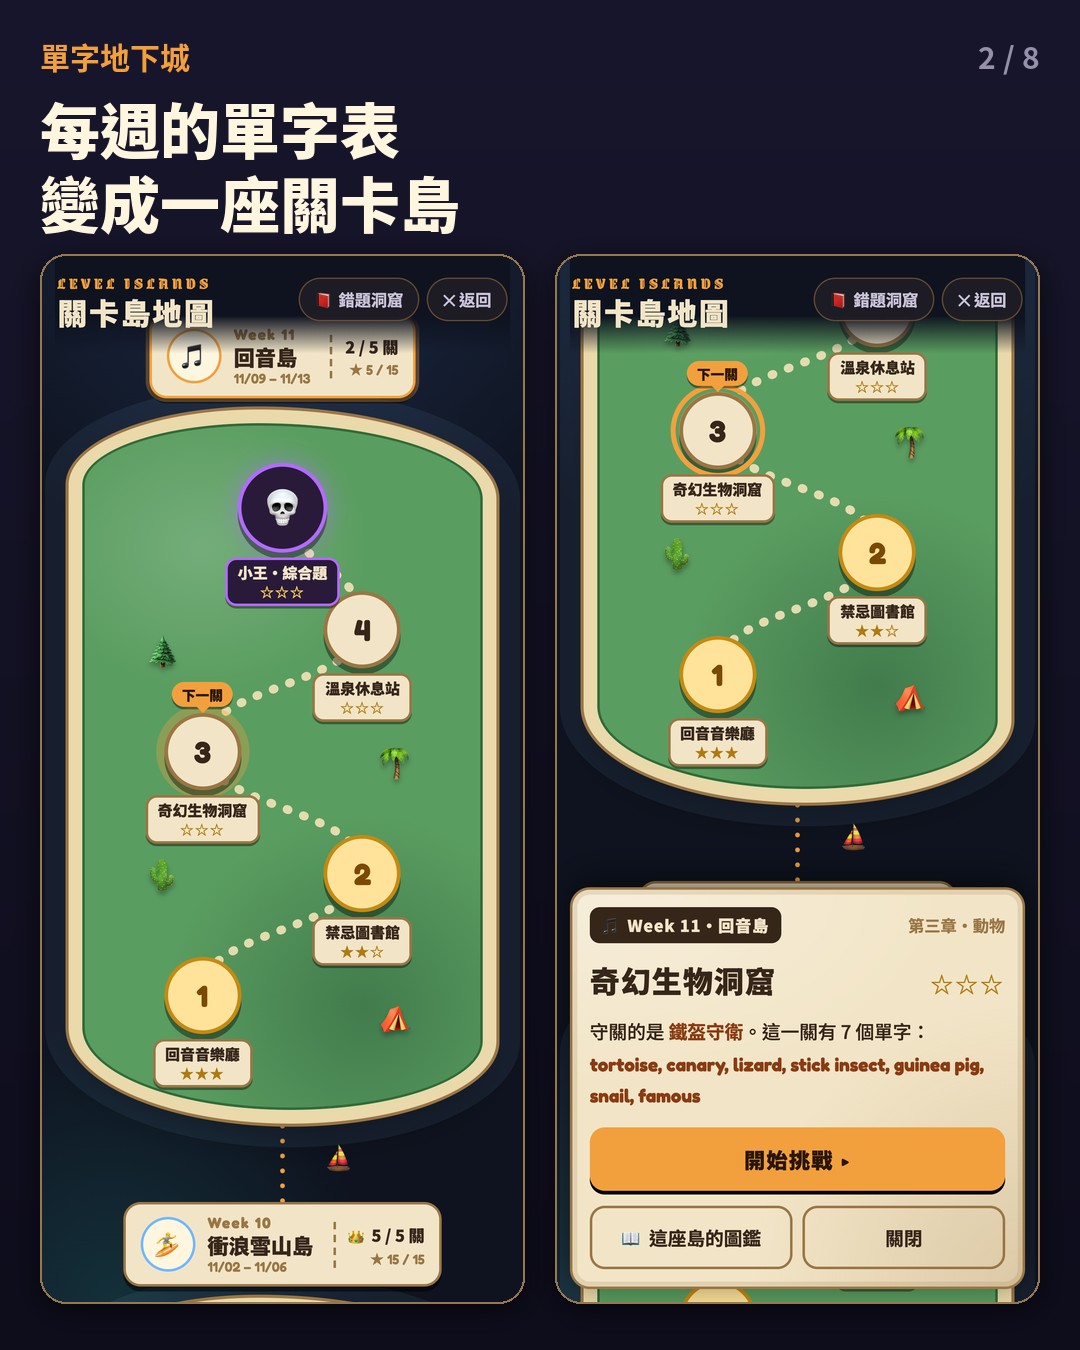 單字地下城
2 / 8
每週的單字表
變成一座關卡島
LEVEL ISLANDS
關卡島地圖
錯題洞窟
×返回
Week 11
回音島
11/09 – 11/13
2 / 5 關
★ 5 / 15
小王・綜合題
☆☆☆
4
溫泉休息站
☆☆☆
下一關
3
奇幻生物洞窟
☆☆☆
2
禁忌圖書館
★★☆
1
回音音樂廳
★★★
Week 10
衝浪雪山島
11/02 – 11/06
5 / 5 關
★ 15 / 15
LEVEL ISLANDS
關卡島地圖
錯題洞窟
×返回
溫泉休息站
☆☆☆
下一關
3
奇幻生物洞窟
☆☆☆
2
禁忌圖書館
★★☆
1
回音音樂廳
★★★
Week 11・回音島
第三章・動物
奇幻生物洞窟
☆☆☆
守關的是 鐵盔守衛。這一關有 7 個單字：
tortoise, canary, lizard, stick insect, guinea pig,
snail, famous
開始挑戰 ▸
這座島的圖鑑
關閉